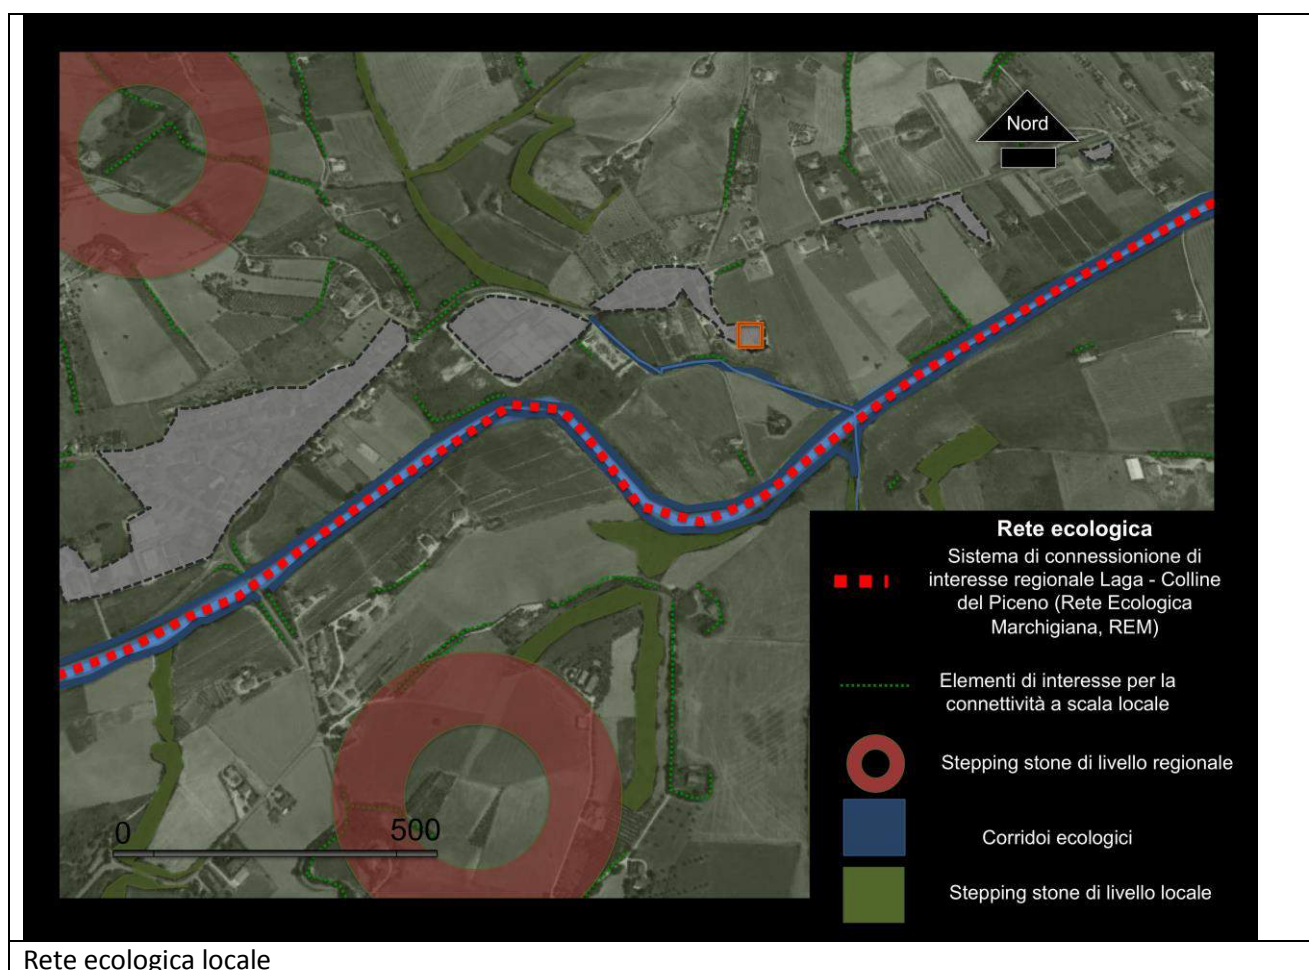 Nord
Rete ecologica
Sistema di connessionione di
interesse regionale Laga - Colline
del Piceno (Rete Ecologica
Marchigiana, REM)
Elementi di interesse per la
connettività a scala locale
Stepping stone di livello regionale
Corridoi ecologici
Stepping stone di livello locale
0
500
Rete ecologica locale